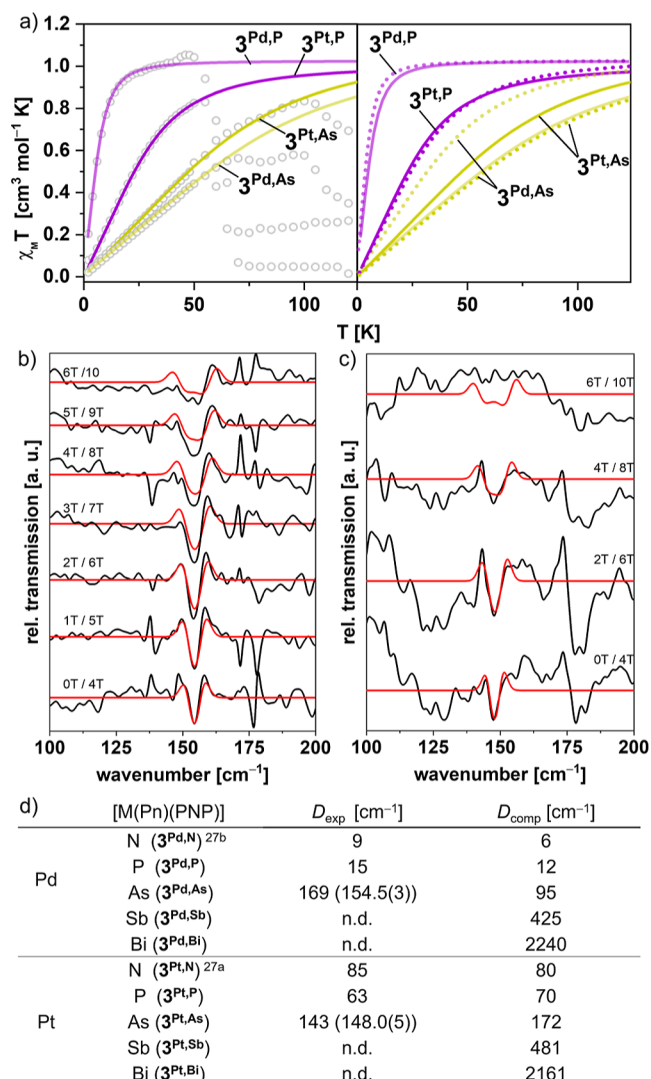 a)
1.2
1.0
0.8
0.6
0.4
0.2
0.0
χM T [cm³ mol⁻¹ K]
3Pd,P
3Pt,P
3Pt,As
3Pd,As
3Pd,P
3Pt,P
3Pt,As
3Pd,As
0 50 100 0 50 100
T [K]
b)
rel. transmission [a. u.]
6T /10
5T / 9T
4T / 8T
3T / 7T
2T / 6T
1T / 5T
0T / 4T
100 125 150 175 200
wavenumber [cm⁻¹]
c)
rel. transmission [a. u.]
6T / 10T
4T / 8T
2T / 6T
0T / 4T
100 125 150 175 200
wavenumber [cm⁻¹]
d) [M(Pn)(PNP)] Dexp [cm⁻¹] Dcomp [cm⁻¹]
Pd
N (3Pd,N) 27b 9 6
P (3Pd,P) 15 12
As (3Pd,As) 169 (154.5(3)) 95
Sb (3Pd,Sb) n.d. 425
Bi (3Pd,Bi) n.d. 2240
Pt
N (3Pt,N) 27a 85 80
P (3Pt,P) 63 70
As (3Pt,As) 143 (148.0(5)) 172
Sb (3Pt,Sb) n.d. 481
Bi (3Pt,Bi) n.d. 2161